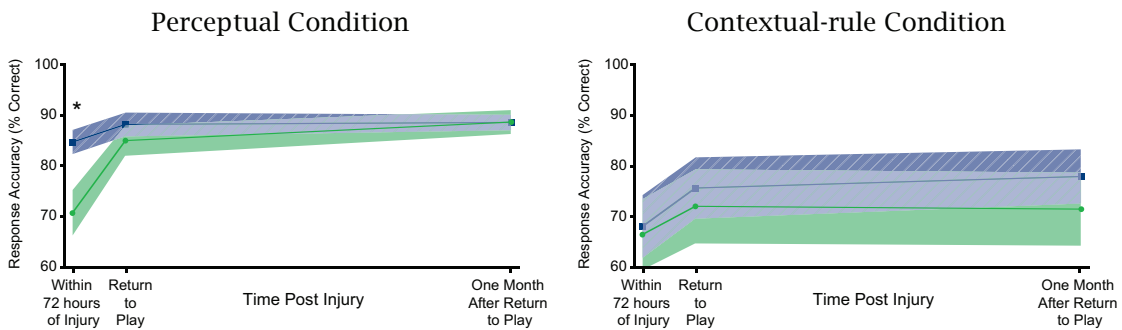 Perceptual Condition
Response Accuracy (% Correct)
100
90
80
70
60
*
Within
72 hours
of Injury
Return
to
Play
Time Post Injury
One Month
After Return
to Play
Contextual-rule Condition
Response Accuracy (% Correct)
100
90
80
70
60
Within
72 hours
of Injury
Return
to
Play
Time Post Injury
One Month
After Return
to Play